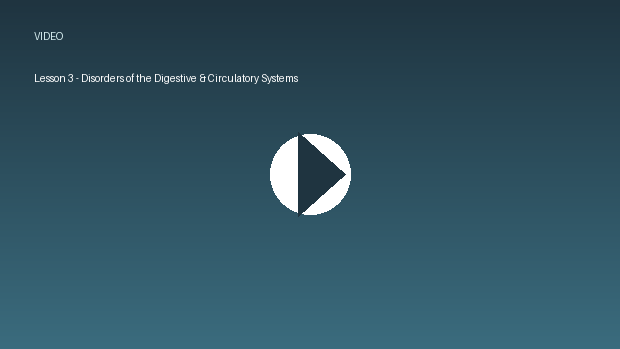 VIDEO
Lesson 3 - Disorders of the Digestive & Circulatory Systems